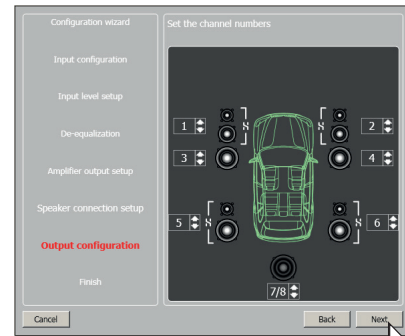 Configuration wizard
Set the channel numbers
Input configuration
Input level setup
De-equalization
Amplifier output setup
Speaker connection setup
Output configuration
Finish
1
2
3
4
5
6
7/8
Cancel
Back
Next